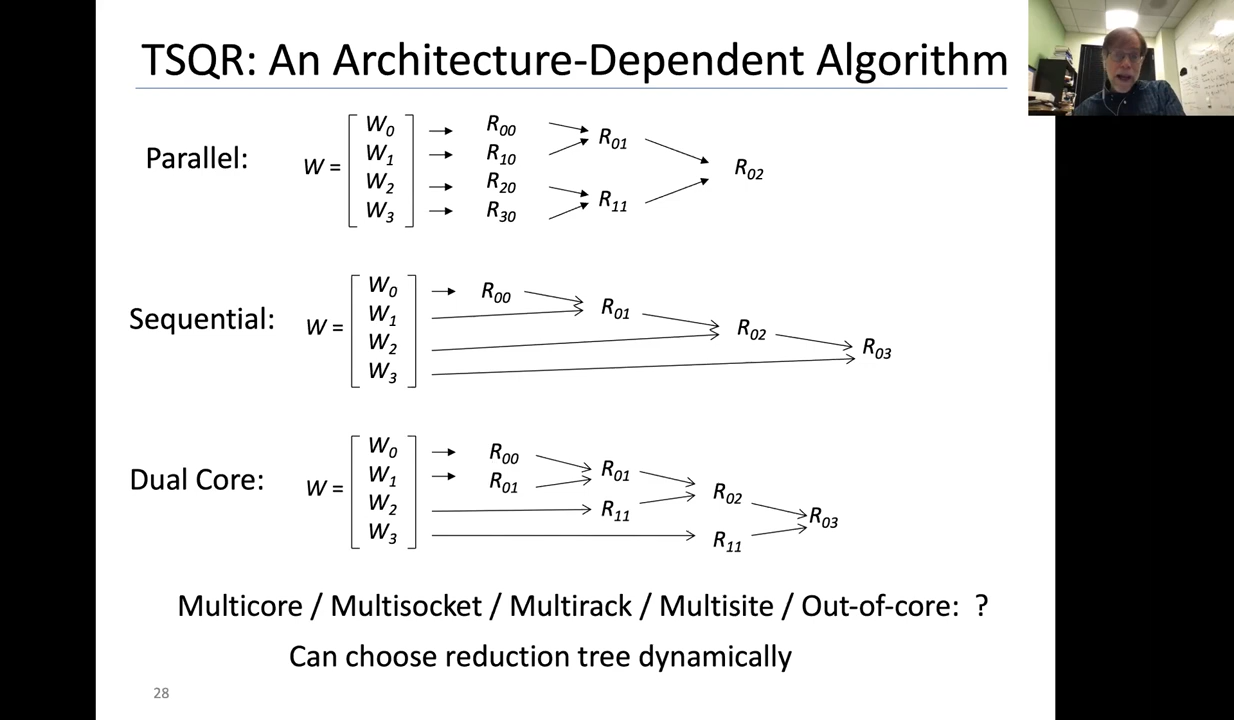 TSQR: An Architecture-Dependent Algorithm
Parallel:
W =
W0
W1
W2
W3
R00
R10
R20
R30
R01
R11
R02
Sequential:
W =
W0
W1
W2
W3
R00
R01
R02
R03
Dual Core:
W =
W0
W1
W2
W3
R00
R01
R01
R11
R02
R11
R03
Multicore / Multisocket / Multirack / Multisite / Out-of-core: ?
Can choose reduction tree dynamically
28